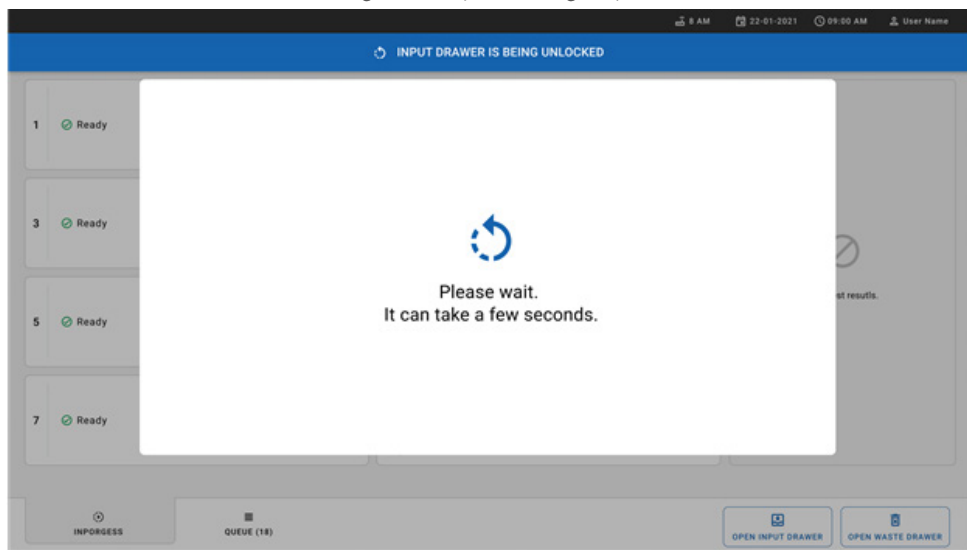 8 AM 22-01-2021 09:00 AM User Name
INPUT DRAWER IS BEING UNLOCKED
1 Ready
3 Ready
Please wait.
It can take a few seconds.
st resutls.
5 Ready
7 Ready
INPORGESS QUEUE (18) OPEN INPUT DRAWER OPEN WASTE DRAWER